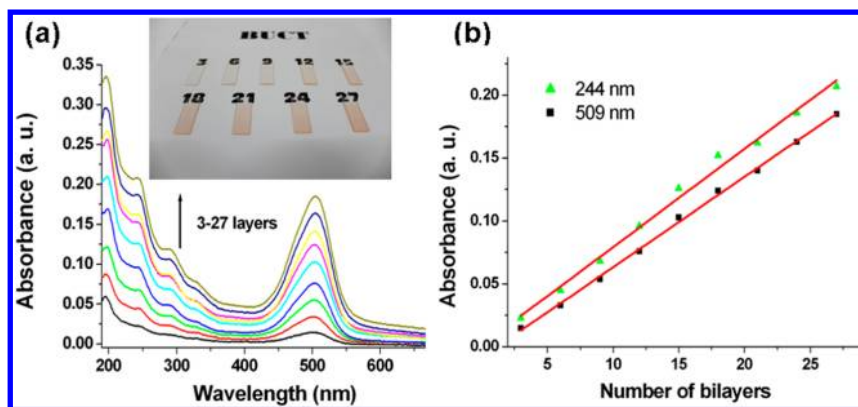 (a)
BUCT
3 6 9 12 15
18 21 24 27
3-27 layers
0.35
0.30
0.25
0.20
0.15
0.10
0.05
0.00
Absorbance (a. u.)
200 300 400 500 600
Wavelength (nm)
(b)
244 nm
509 nm
0.20
0.15
0.10
0.05
0.00
Absorbance (a. u.)
5 10 15 20 25
Number of bilayers